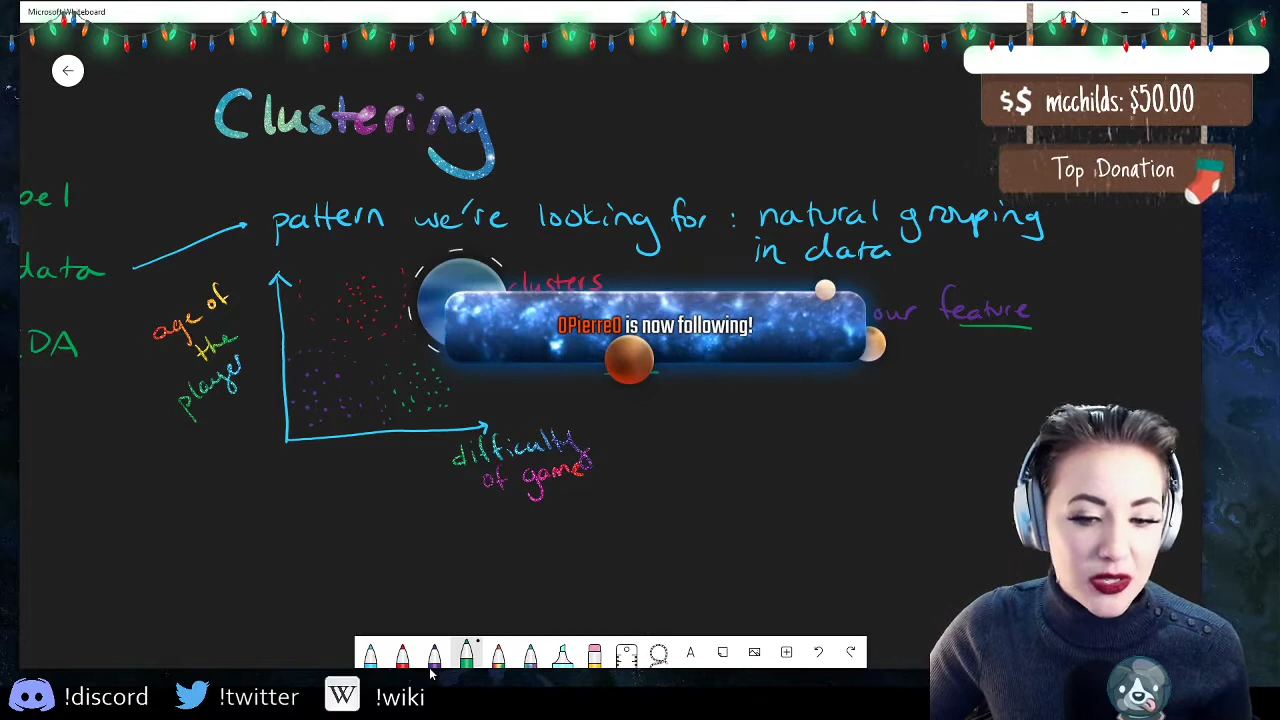 Microsoft Whiteboard
Clustering
$$ mcchilds: $50.00
Top Donation
pattern we're looking for : natural grouping
in data
data
clusters
our feature
age of
the
player
OPierreO is now following!
DA
difficulty
of game
A
!discord
!twitter
W !wiki